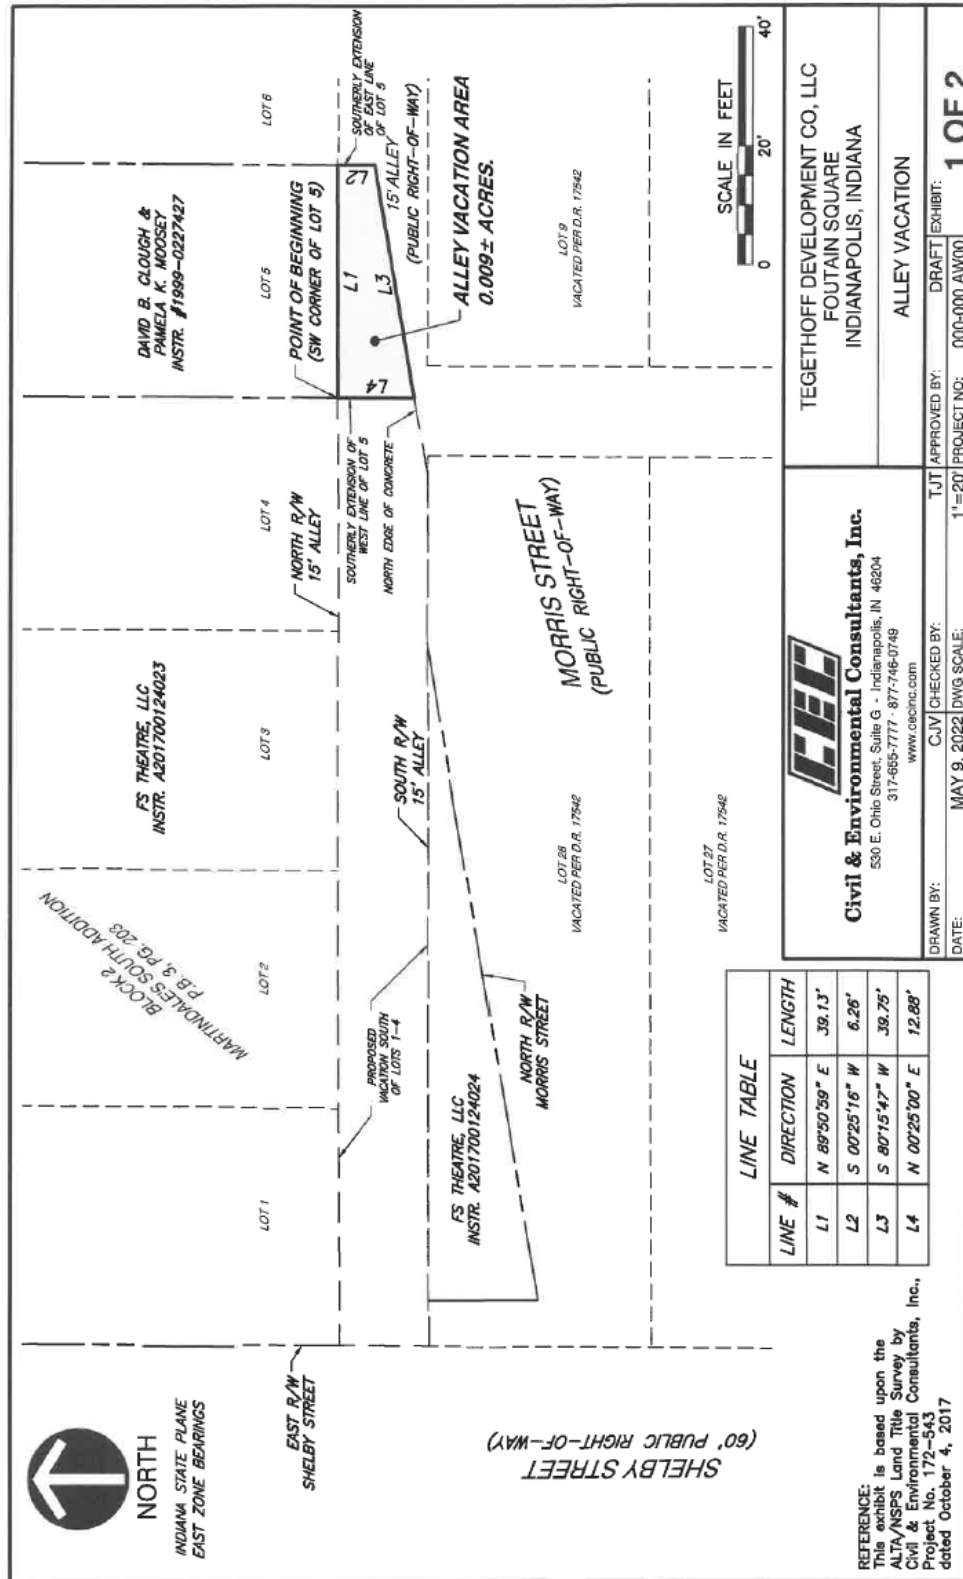 NORTH
INDIANA STATE PLANE
EAST ZONE BEARINGS
EAST R/W
SHELBY STREET
SHELBY STREET
(60' PUBLIC RIGHT-OF-WAY)
BLOCK 2
MARTINDALE'S SOUTH ADDITION
P.B. 3, PG. 203
LOT 1
LOT 2
LOT 3
LOT 4
LOT 5
LOT 6
FS THEATRE, LLC
INSTR. A201700124023
DAVID B. CLOUGH &
PAMELA K. MOOSEY
INSTR. #1999-0227427
PROPOSED
VACATION SOUTH
OF LOTS 1-4
NORTH R/W
15' ALLEY
SOUTH R/W
15' ALLEY
POINT OF BEGINNING
(SW CORNER OF LOT 5)
SOUTHERLY EXTENSION OF
WEST LINE OF LOT 5
NORTH EDGE OF CONCRETE
SOUTHERLY EXTENSION
OF EAST LINE
OF LOT 5
L1
L2
L3
L4
15' ALLEY
(PUBLIC RIGHT-OF-WAY)
ALLEY VACATION AREA
0.009± ACRES.
FS THEATRE, LLC
INSTR. A201700124024
NORTH R/W
MORRIS STREET
MORRIS STREET
(PUBLIC RIGHT-OF-WAY)
LOT 28
VACATED PER D.R. 17542
LOT 27
VACATED PER D.R. 17542
LOT 9
VACATED PER D.R. 17542
SCALE IN FEET
0 20' 40'
REFERENCE:
This exhibit is based upon the
ALTA/NSPS Land Title Survey by
Civil & Environmental Consultants, Inc.,
Project No. 172-543
dated October 4, 2017
LINE TABLE
LINE # DIRECTION LENGTH
L1 N 89°50'59" E 39.13'
L2 S 00°25'16" W 6.26'
L3 S 80°15'47" W 39.75'
L4 N 00°25'00" E 12.88'
CEC
Civil & Environmental Consultants, Inc.
530 E. Ohio Street, Suite G - Indianapolis, IN 46204
317-655-7777 · 877-746-0749
www.cecinc.com
TEGETHOFF DEVELOPMENT CO, LLC
FOUTAIN SQUARE
INDIANAPOLIS, INDIANA
ALLEY VACATION
DRAWN BY: CJV CHECKED BY: TJT APPROVED BY: DRAFT EXHIBIT:
DATE: MAY 9, 2022 DWG SCALE: 1"=20' PROJECT NO: 000-000 AW00
1 OF 2